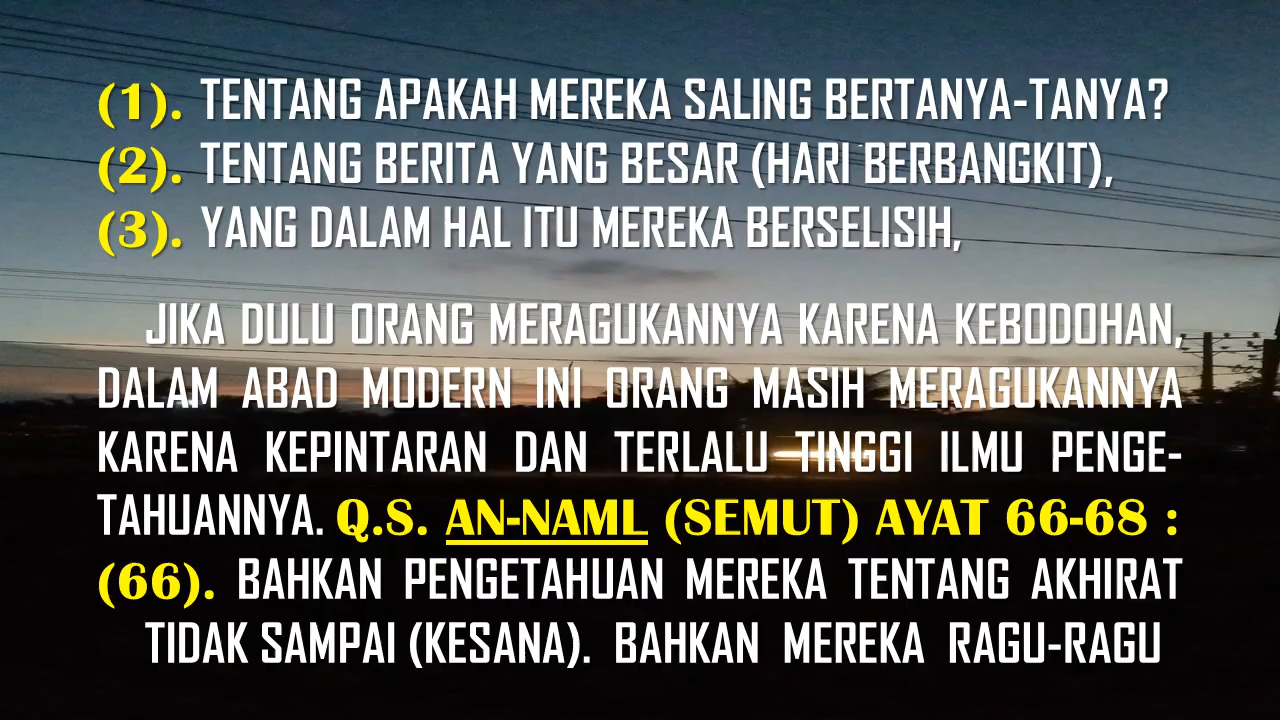 (1). TENTANG APAKAH MEREKA SALING BERTANYA-TANYA?
(2). TENTANG BERITA YANG BESAR (HARI BERBANGKIT),
(3). YANG DALAM HAL ITU MEREKA BERSELISIH,
JIKA DULU ORANG MERAGUKANNYA KARENA KEBODOHAN,
DALAM ABAD MODERN INI ORANG MASIH MERAGUKANNYA
KARENA KEPINTARAN DAN TERLALU TINGGI ILMU PENGE-
TAHUANNYA. Q.S. AN-NAML (SEMUT) AYAT 66-68 :
(66). BAHKAN PENGETAHUAN MEREKA TENTANG AKHIRAT
TIDAK SAMPAI (KESANA). BAHKAN MEREKA RAGU-RAGU